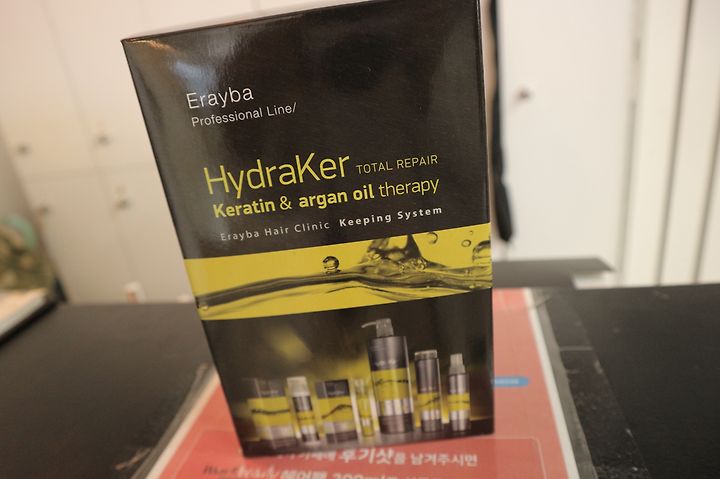 Erayba
Professional Line/
HydraKer TOTAL REPAIR
Keratin & argan oil therapy
Erayba Hair Clinic Keeping System
후기샷를 남겨주시면